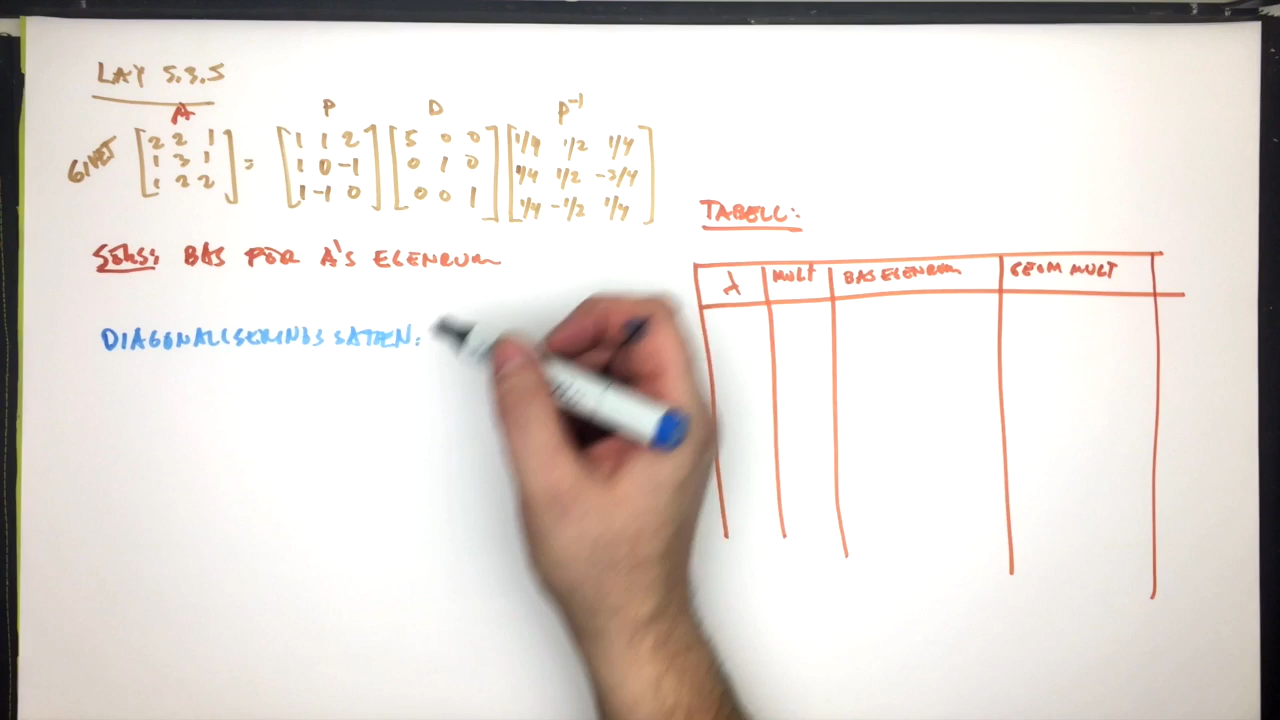 LAY 5.3.5
A P D P⁻¹
GIVET [2 2 1] = [1 1 2] [5 0 0] [1/4 1/2 1/4]
[1 3 1] [1 0 -1] [0 1 0] [1/4 1/2 -3/4]
[1 2 2] [1 -1 0] [0 0 1] [1/4 -1/2 1/4]
SÖKS: BAS FÖR A'S EGENRUM
DIAGONALISERINGSSATSEN:
TABELL:
λ MULT BAS EGENRUM GEOM MULT